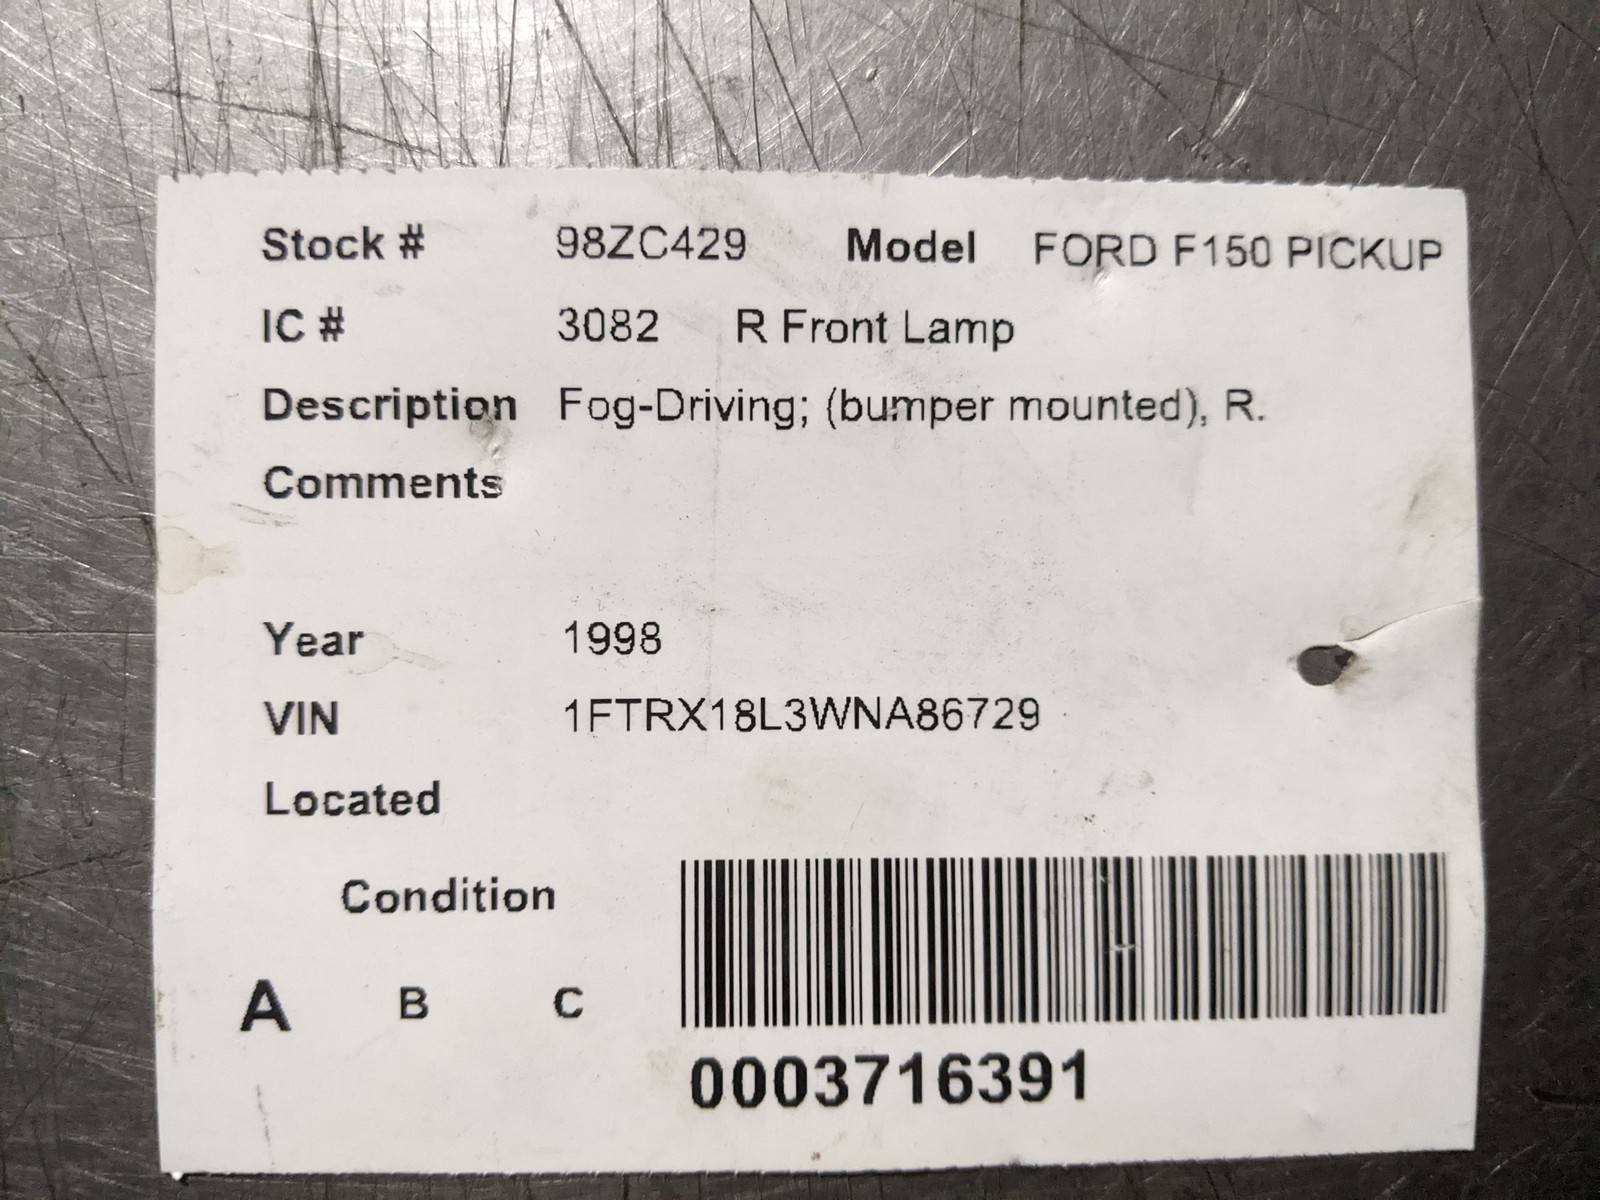 Stock # 98ZC429 Model FORD F150 PICKUP
IC # 3082 R Front Lamp
Description Fog-Driving; (bumper mounted), R.
Comments
Year 1998
VIN 1FTRX18L3WNA86729
Located
Condition
A B C
0003716391